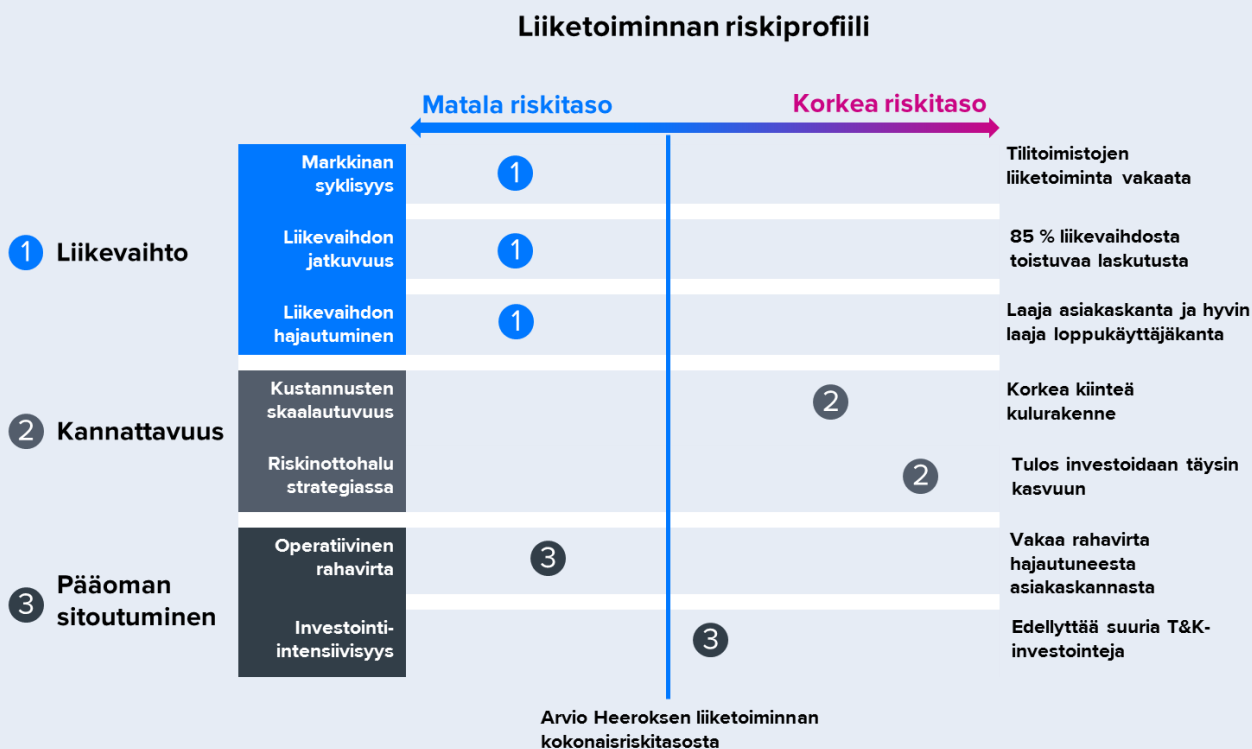 Liiketoiminnan riskiprofiili
Matala riskitaso
Korkea riskitaso
1 Liikevaihto
Markkinan
syklisyys
1
Tilitoimistojen
liiketoiminta vakaata
Liikevaihdon
jatkuvuus
1
85 % liikevaihdosta
toistuvaa laskutusta
Liikevaihdon
hajautuminen
1
Laaja asiakaskanta ja hyvin
laaja loppukäyttäjäkanta
2 Kannattavuus
Kustannusten
skaalautuvuus
2
Korkea kiinteä
kulurakenne
Riskinottohalu
strategiassa
2
Tulos investoidaan täysin
kasvuun
3 Pääoman
sitoutuminen
Operatiivinen
rahavirta
3
Vakaa rahavirta
hajautuneesta
asiakaskannasta
Investointi-
intensiivisyys
3
Edellyttää suuria T&K-
investointeja
Arvio Heeroksen liiketoiminnan
kokonaisriskitasosta